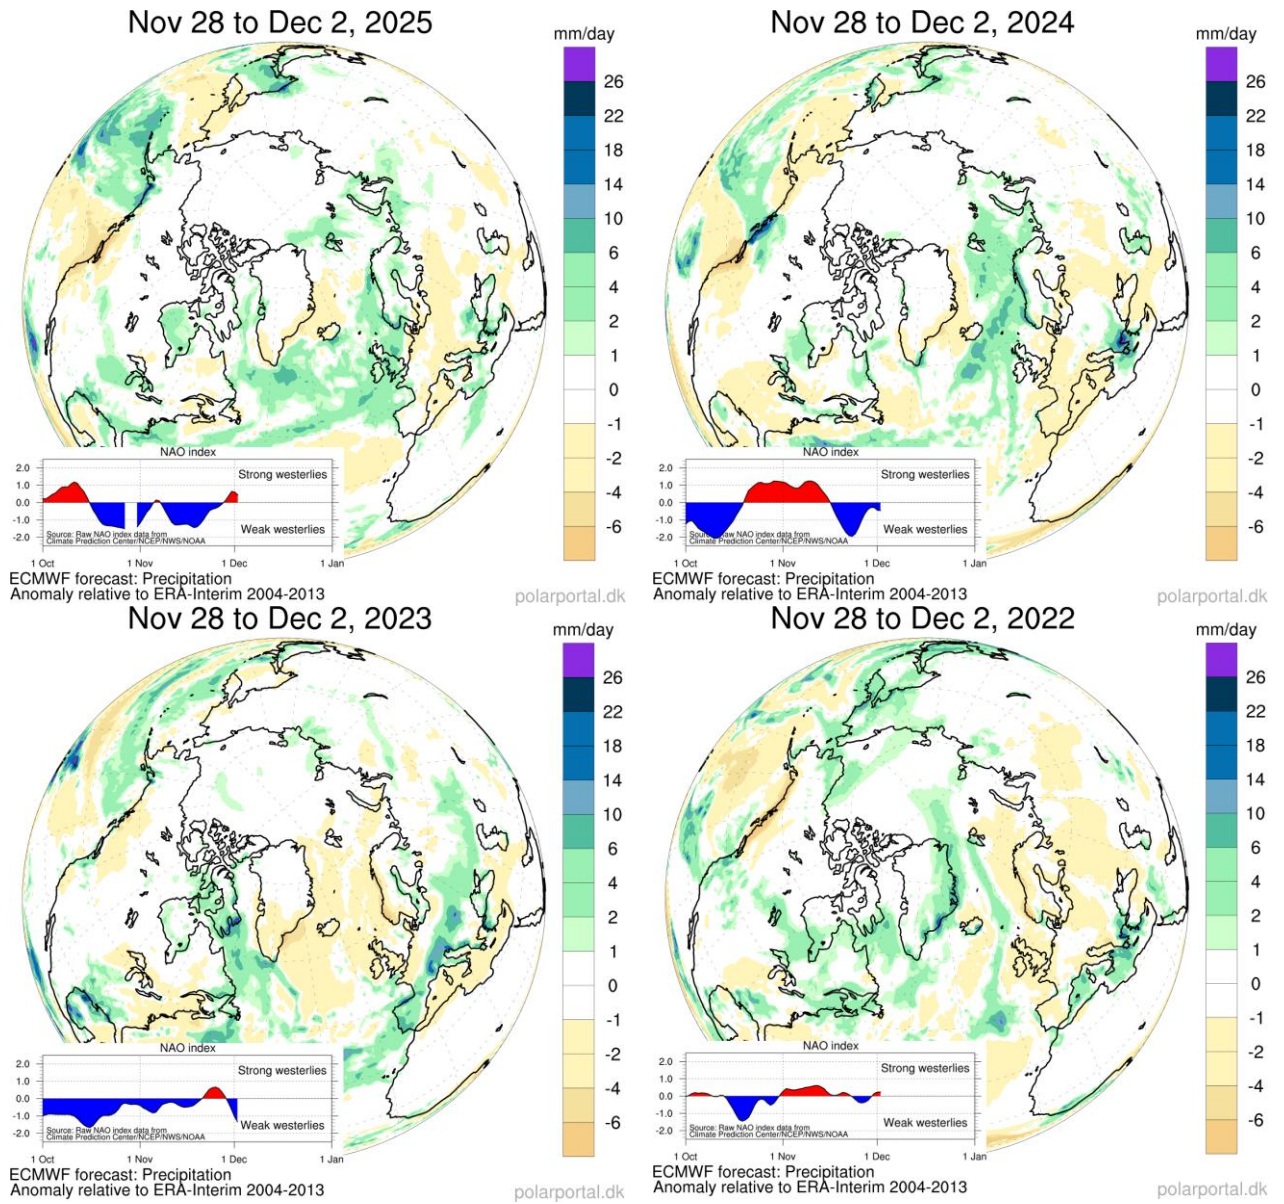 Nov 28 to Dec 2, 2025
mm/day
26
22
18
14
10
6
4
2
1
0
-1
-2
-4
-6
NAO index
2.0
1.0
0.0
-1.0
-2.0
Strong westerlies
Weak westerlies
Source: Raw NAO index data from
Climate Prediction Center/NCEP/NWS/NOAA
1 Oct
1 Nov
1 Dec
1 Jan
ECMWF forecast: Precipitation
Anomaly relative to ERA-Interim 2004-2013
polarportal.dk
Nov 28 to Dec 2, 2024
mm/day
26
22
18
14
10
6
4
2
1
0
-1
-2
-4
-6
NAO index
2.0
1.0
0.0
-1.0
-2.0
Strong westerlies
Weak westerlies
Source: Raw NAO index data from
Climate Prediction Center/NCEP/NWS/NOAA
1 Oct
1 Nov
1 Dec
1 Jan
ECMWF forecast: Precipitation
Anomaly relative to ERA-Interim 2004-2013
polarportal.dk
Nov 28 to Dec 2, 2023
mm/day
26
22
18
14
10
6
4
2
1
0
-1
-2
-4
-6
NAO index
2.0
1.0
0.0
-1.0
-2.0
Strong westerlies
Weak westerlies
Source: Raw NAO index data from
Climate Prediction Center/NCEP/NWS/NOAA
1 Oct
1 Nov
1 Dec
1 Jan
ECMWF forecast: Precipitation
Anomaly relative to ERA-Interim 2004-2013
polarportal.dk
Nov 28 to Dec 2, 2022
mm/day
26
22
18
14
10
6
4
2
1
0
-1
-2
-4
-6
NAO index
2.0
1.0
0.0
-1.0
-2.0
Strong westerlies
Weak westerlies
Source: Raw NAO index data from
Climate Prediction Center/NCEP/NWS/NOAA
1 Oct
1 Nov
1 Dec
1 Jan
ECMWF forecast: Precipitation
Anomaly relative to ERA-Interim 2004-2013
polarportal.dk